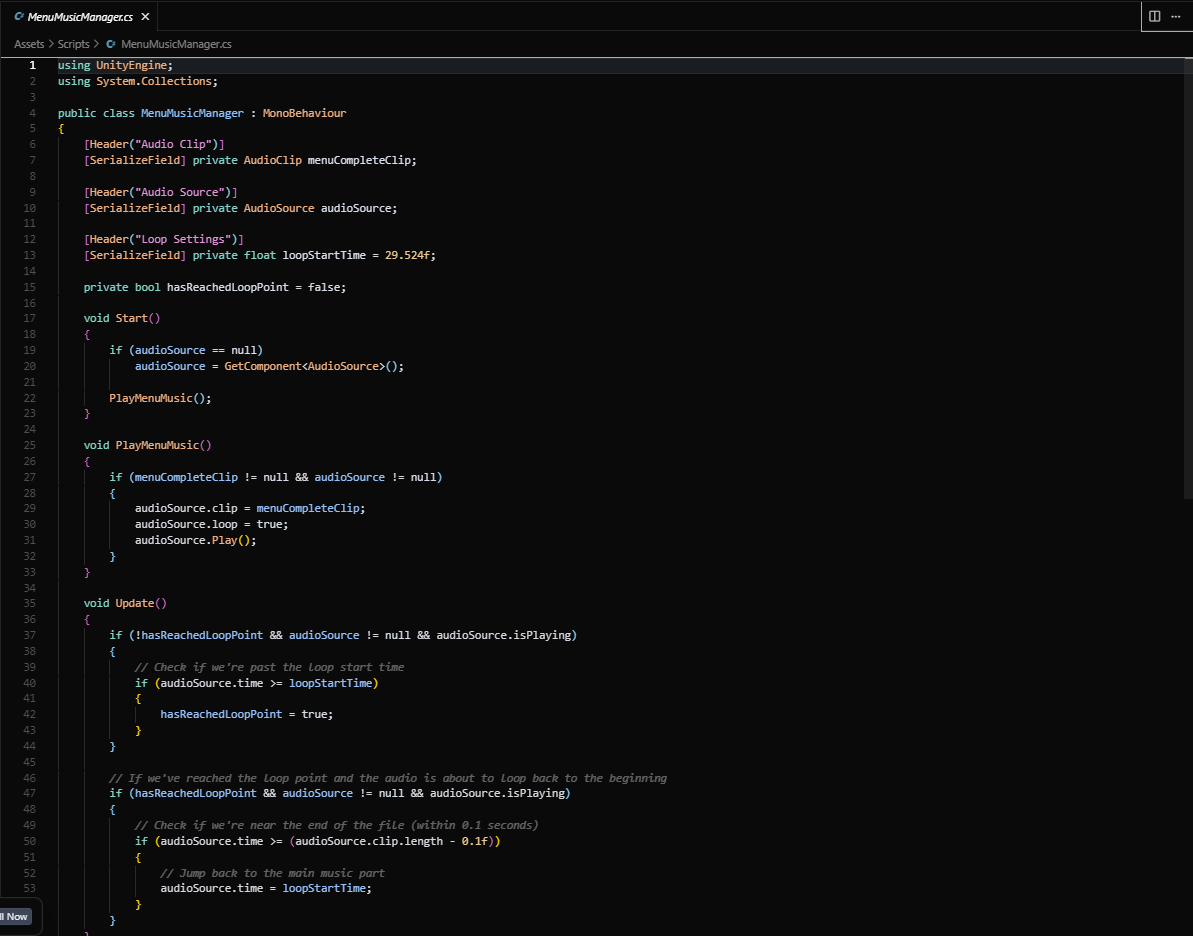 MenuMusicManager.cs
Assets > Scripts > MenuMusicManager.cs
1 using UnityEngine;
2 using System.Collections;
3
4 public class MenuMusicManager : MonoBehaviour
5 {
6     [Header("Audio Clip")]
7     [SerializeField] private AudioClip menuCompleteClip;
8
9     [Header("Audio Source")]
10     [SerializeField] private AudioSource audioSource;
11
12     [Header("Loop Settings")]
13     [SerializeField] private float loopStartTime = 29.524f;
14
15     private bool hasReachedLoopPoint = false;
16
17     void Start()
18     {
19         if (audioSource == null)
20             audioSource = GetComponent<AudioSource>();
21
22         PlayMenuMusic();
23     }
24
25     void PlayMenuMusic()
26     {
27         if (menuCompleteClip != null && audioSource != null)
28         {
29             audioSource.clip = menuCompleteClip;
30             audioSource.loop = true;
31             audioSource.Play();
32         }
33     }
34
35     void Update()
36     {
37         if (!hasReachedLoopPoint && audioSource != null && audioSource.isPlaying)
38         {
39             // Check if we're past the loop start time
40             if (audioSource.time >= loopStartTime)
41             {
42                 hasReachedLoopPoint = true;
43             }
44         }
45
46         // If we've reached the loop point and the audio is about to loop back to the beginning
47         if (hasReachedLoopPoint && audioSource != null && audioSource.isPlaying)
48         {
49             // Check if we're near the end of the file (within 0.1 seconds)
50             if (audioSource.time >= (audioSource.clip.length - 0.1f))
51             {
52                 // Jump back to the main music part
53                 audioSource.time = loopStartTime;
            }
Now
        }